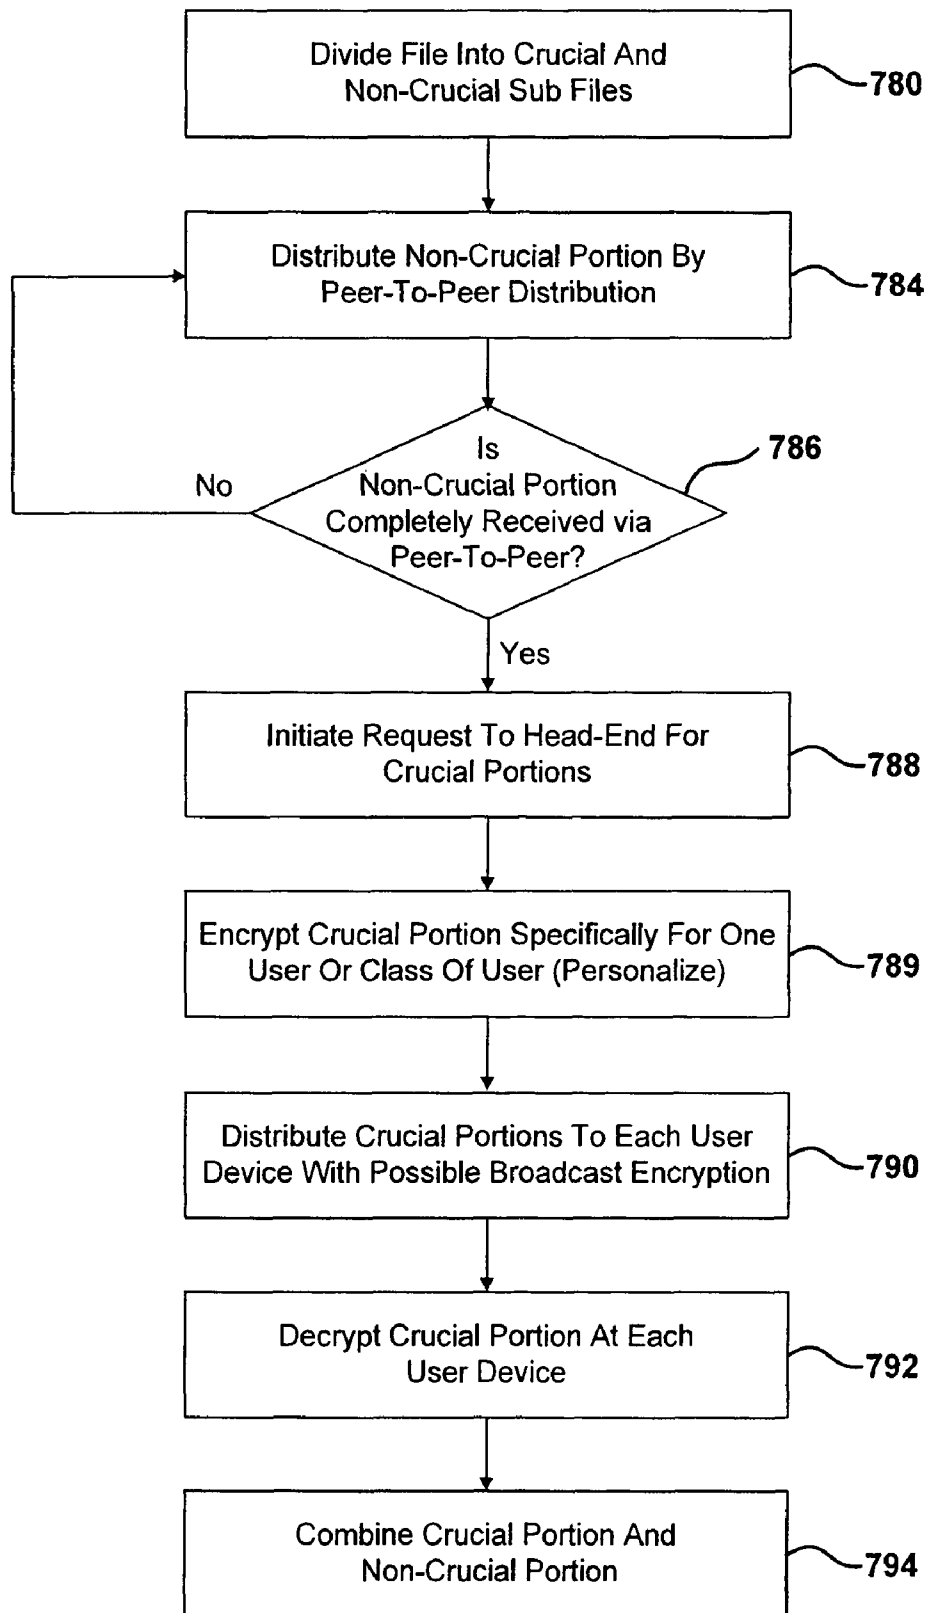 Divide File Into Crucial And
Non-Crucial Sub Files
780
Distribute Non-Crucial Portion By
Peer-To-Peer Distribution
784
Is
Non-Crucial Portion
Completely Received via
Peer-To-Peer?
786
No
Yes
Initiate Request To Head-End For
Crucial Portions
788
Encrypt Crucial Portion Specifically For One
User Or Class Of User (Personalize)
789
Distribute Crucial Portions To Each User
Device With Possible Broadcast Encryption
790
Decrypt Crucial Portion At Each
User Device
792
Combine Crucial Portion And
Non-Crucial Portion
794